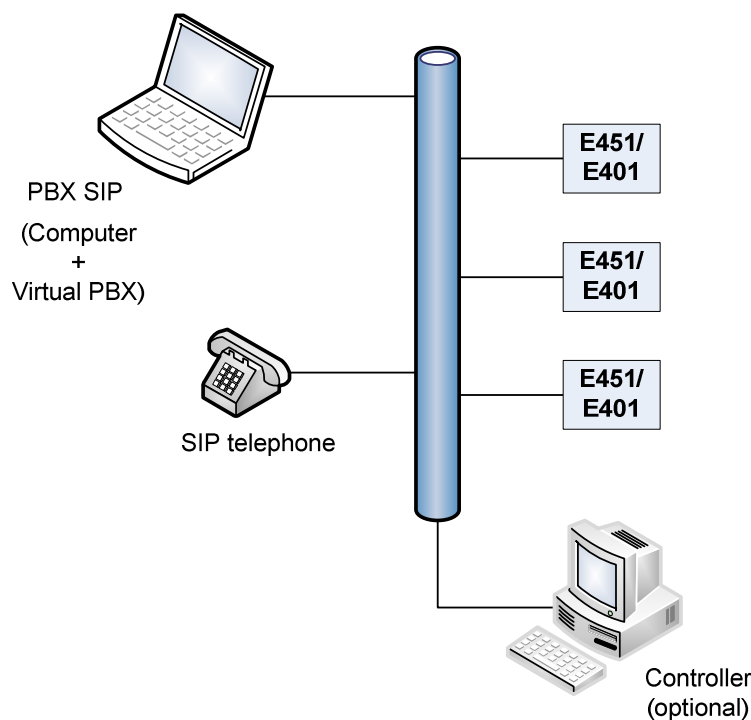 PBX SIP
(Computer
+
Virtual PBX)
SIP telephone
E451/
E401
E451/
E401
E451/
E401
Controller
(optional)